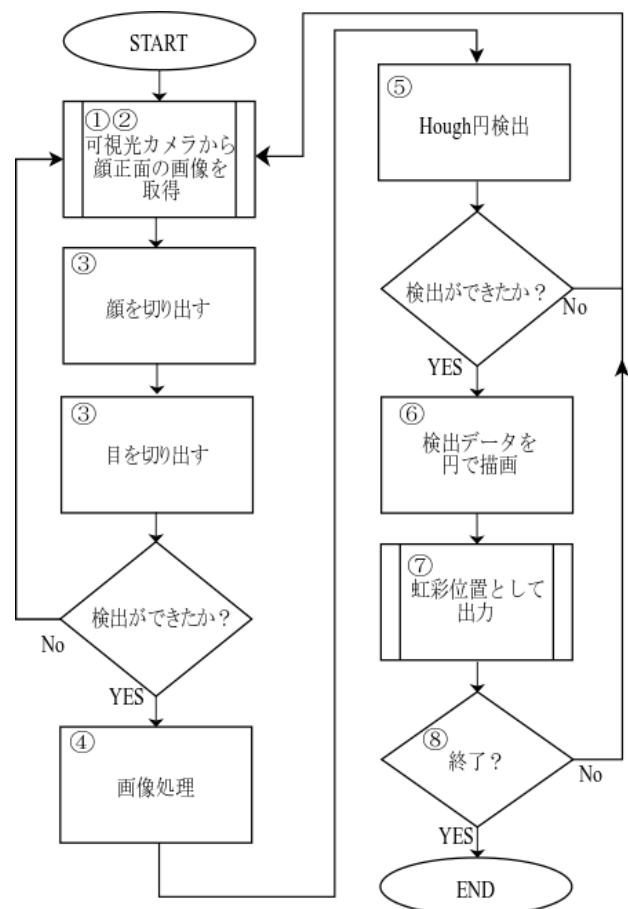 START
①②
可視光カメラから
顔正面の画像を
取得
③
顔を切り出す
③
目を切り出す
検出ができたか？
No
YES
④
画像処理
⑤
Hough円検出
検出ができたか？
No
YES
⑥
検出データを
円で描画
⑦
虹彩位置として
出力
⑧
終了？
No
YES
END